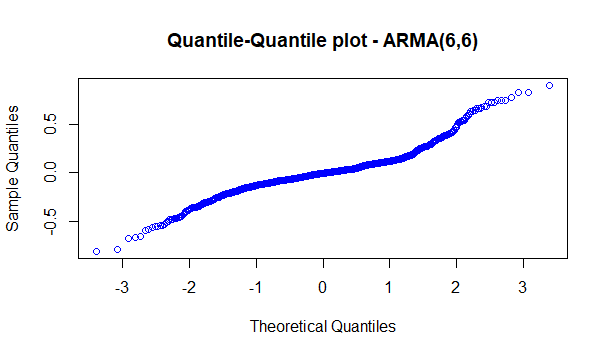 Quantile-Quantile plot - ARMA(6,6)
Sample Quantiles
0.5
0.0
-0.5
-3 -2 -1 0 1 2 3
Theoretical Quantiles